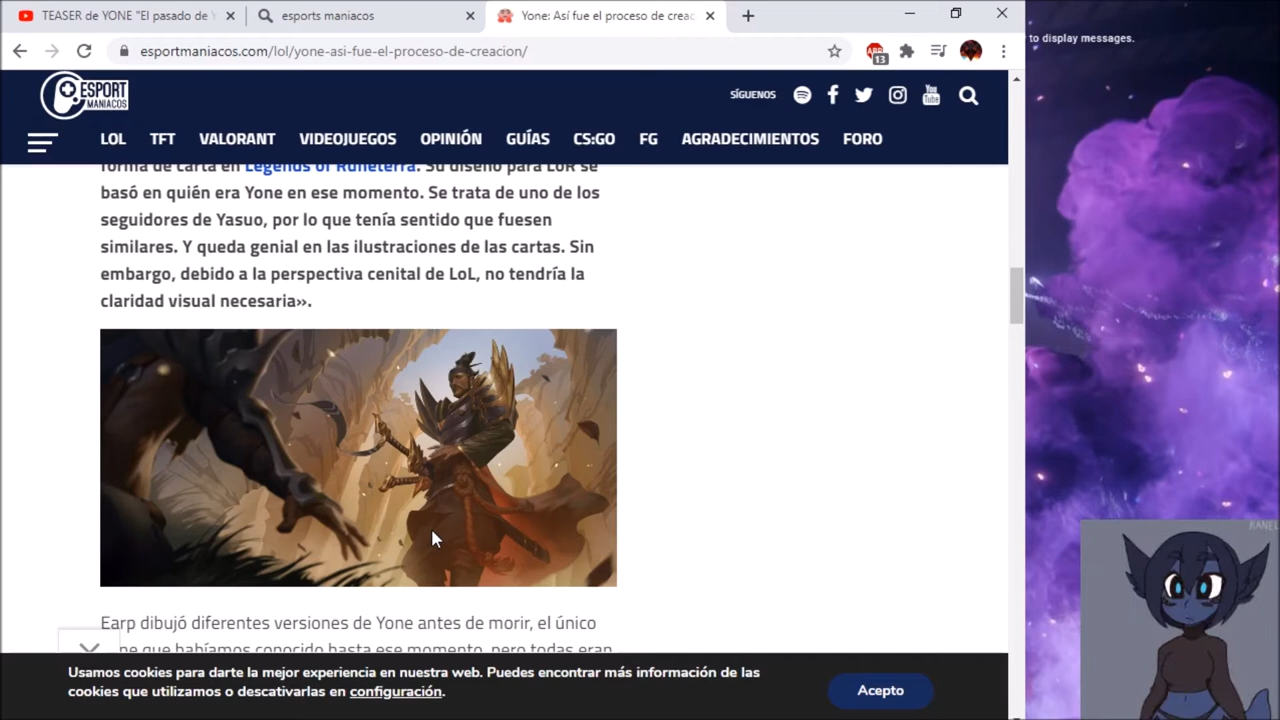 TEASER de YONE "El pasado de Y
esports maniacos
Yone: Así fue el proceso de creac
esportmaniacos.com/lol/yone-asi-fue-el-proceso-de-creacion/
13
to display messages.
ESPORT
MANIACOS
SÍGUENOS
You
Tube
LOL TFT VALORANT VIDEOJUEGOS OPINIÓN GUÍAS CS:GO FG AGRADECIMIENTOS FORO
forma de carta en Legends of Runeterra. Su diseño para LoR se
basó en quién era Yone en ese momento. Se trata de uno de los
seguidores de Yasuo, por lo que tenía sentido que fuesen
similares. Y queda genial en las ilustraciones de las cartas. Sin
embargo, debido a la perspectiva cenital de LoL, no tendría la
claridad visual necesaria».
Earp dibujó diferentes versiones de Yone antes de morir, el único
que habíamos conocido hasta ese momento, pero todas eran
Usamos cookies para darte la mejor experiencia en nuestra web. Puedes encontrar más información de las
cookies que utilizamos o descativarlas en configuración.
Acepto